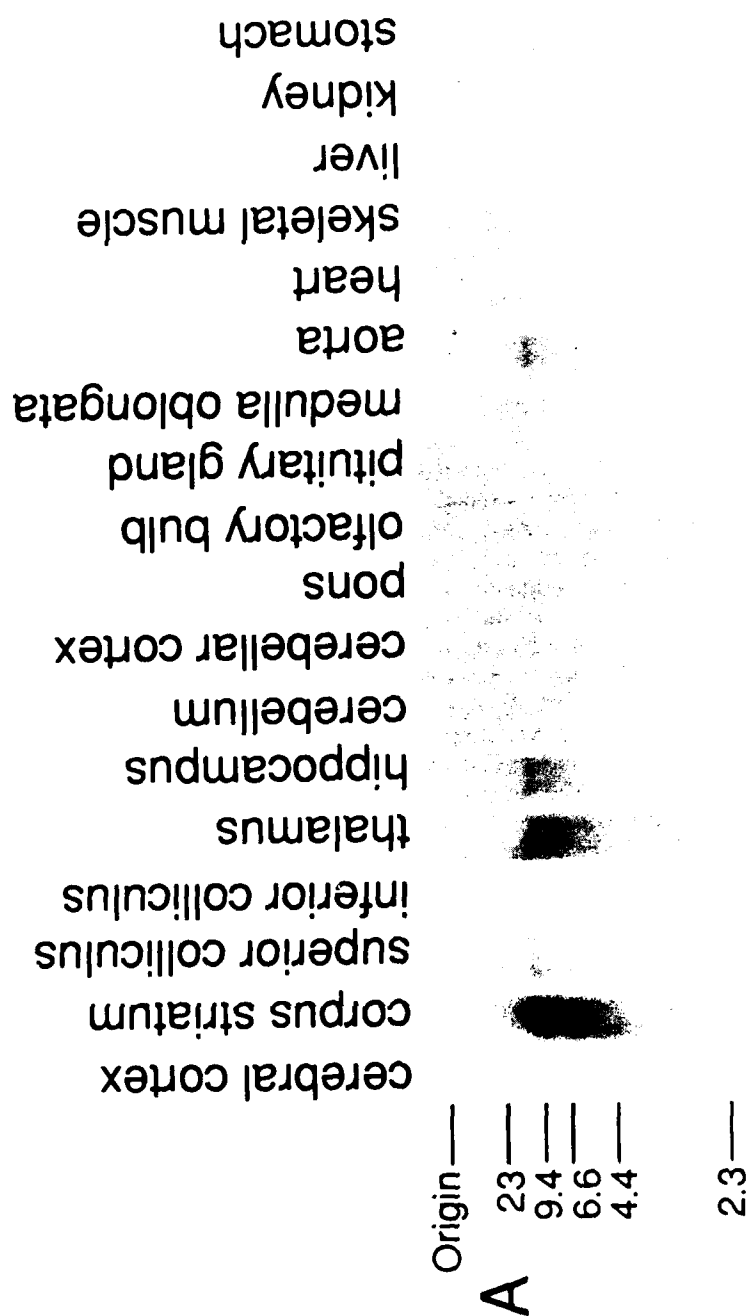 A
Origin
23
9.4
6.6
4.4
2.3
cerebral cortex
corpus striatum
superior colliculus
inferior colliculus
thalamus
hippocampus
cerebellum
cerebellar cortex
pons
olfactory bulb
pituitary gland
medulla oblongata
aorta
heart
skeletal muscle
liver
kidney
stomach